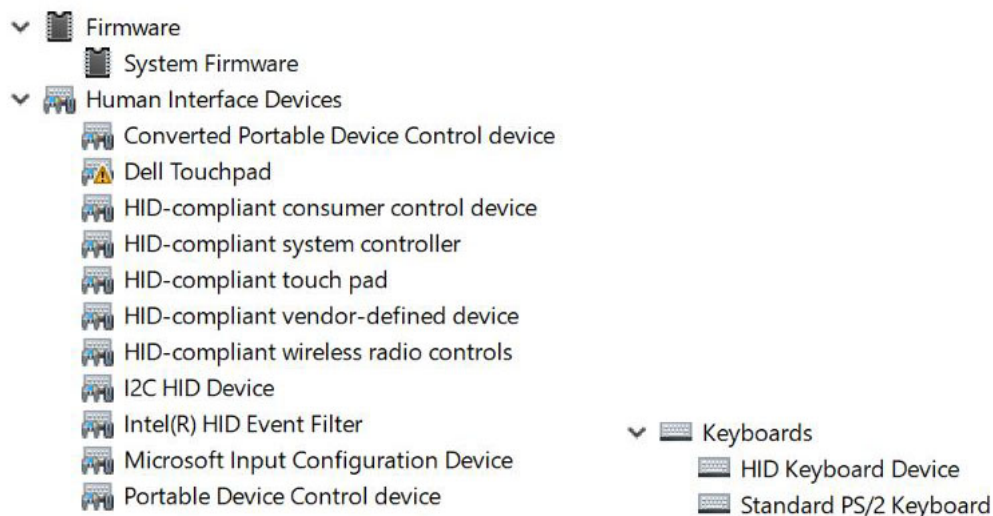 Firmware
System Firmware
Human Interface Devices
Converted Portable Device Control device
Dell Touchpad
HID-compliant consumer control device
HID-compliant system controller
HID-compliant touch pad
HID-compliant vendor-defined device
HID-compliant wireless radio controls
I2C HID Device
Intel(R) HID Event Filter
Microsoft Input Configuration Device
Portable Device Control device
Keyboards
HID Keyboard Device
Standard PS/2 Keyboard